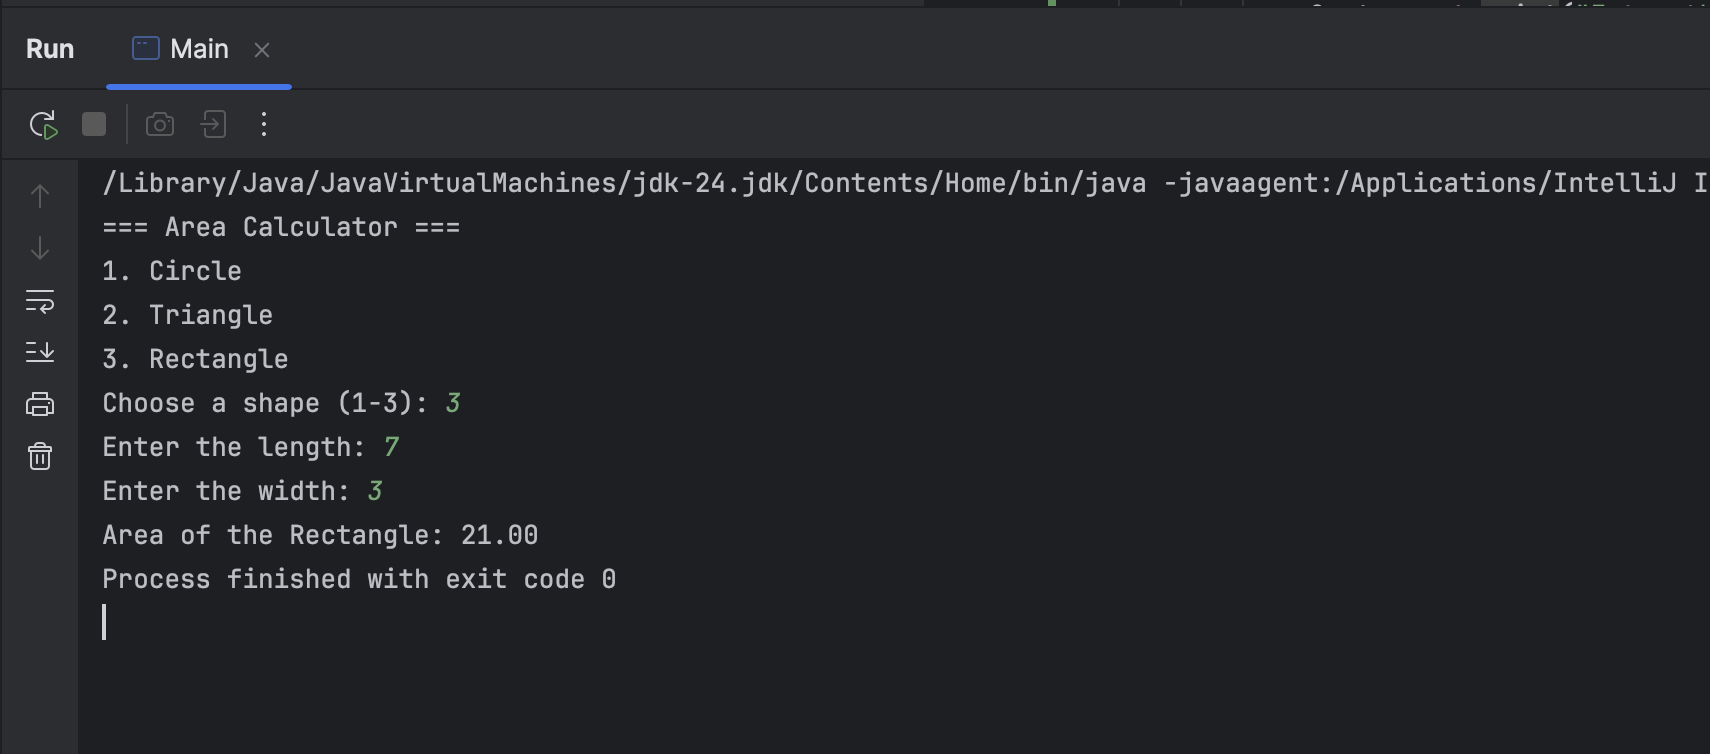 Run Main
/Library/Java/JavaVirtualMachines/jdk-24.jdk/Contents/Home/bin/java -javaagent:/Applications/IntelliJ I
=== Area Calculator ===
1. Circle
2. Triangle
3. Rectangle
Choose a shape (1-3): 3
Enter the length: 7
Enter the width: 3
Area of the Rectangle: 21.00
Process finished with exit code 0